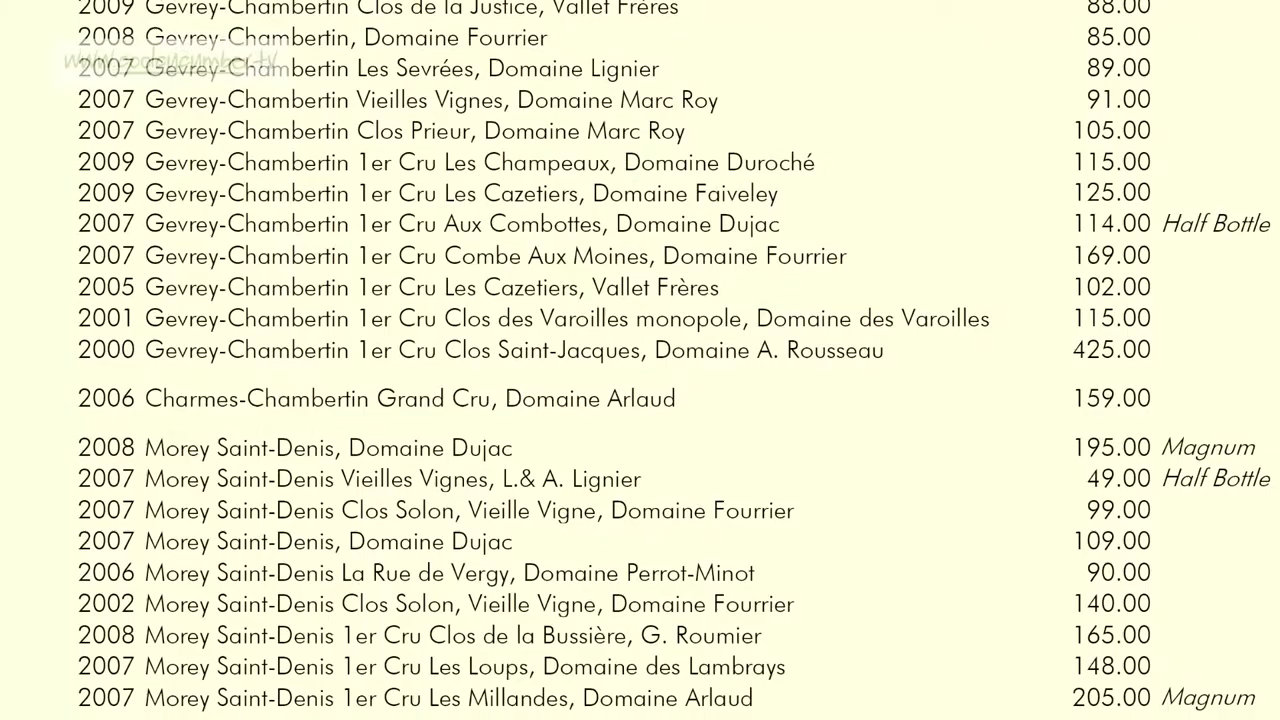 2009 Gevrey-Chambertin Clos de la Justice, Vallet Frères 88.00
2008 Gevrey-Chambertin, Domaine Fourrier 85.00
2007 Gevrey-Chambertin Les Sevrées, Domaine Lignier 89.00
2007 Gevrey-Chambertin Vieilles Vignes, Domaine Marc Roy 91.00
2007 Gevrey-Chambertin Clos Prieur, Domaine Marc Roy 105.00
2009 Gevrey-Chambertin 1er Cru Les Champeaux, Domaine Duroché 115.00
2009 Gevrey-Chambertin 1er Cru Les Cazetiers, Domaine Faiveley 125.00
2007 Gevrey-Chambertin 1er Cru Aux Combottes, Domaine Dujac 114.00 Half Bottle
2007 Gevrey-Chambertin 1er Cru Combe Aux Moines, Domaine Fourrier 169.00
2005 Gevrey-Chambertin 1er Cru Les Cazetiers, Vallet Frères 102.00
2001 Gevrey-Chambertin 1er Cru Clos des Varoilles monopole, Domaine des Varoilles 115.00
2000 Gevrey-Chambertin 1er Cru Clos Saint-Jacques, Domaine A. Rousseau 425.00
2006 Charmes-Chambertin Grand Cru, Domaine Arlaud 159.00
2008 Morey Saint-Denis, Domaine Dujac 195.00 Magnum
2007 Morey Saint-Denis Vieilles Vignes, L.& A. Lignier 49.00 Half Bottle
2007 Morey Saint-Denis Clos Solon, Vieille Vigne, Domaine Fourrier 99.00
2007 Morey Saint-Denis, Domaine Dujac 109.00
2006 Morey Saint-Denis La Rue de Vergy, Domaine Perrot-Minot 90.00
2002 Morey Saint-Denis Clos Solon, Vieille Vigne, Domaine Fourrier 140.00
2008 Morey Saint-Denis 1er Cru Clos de la Bussière, G. Roumier 165.00
2007 Morey Saint-Denis 1er Cru Les Loups, Domaine des Lambrays 148.00
2007 Morey Saint-Denis 1er Cru Les Millandes, Domaine Arlaud 205.00 Magnum